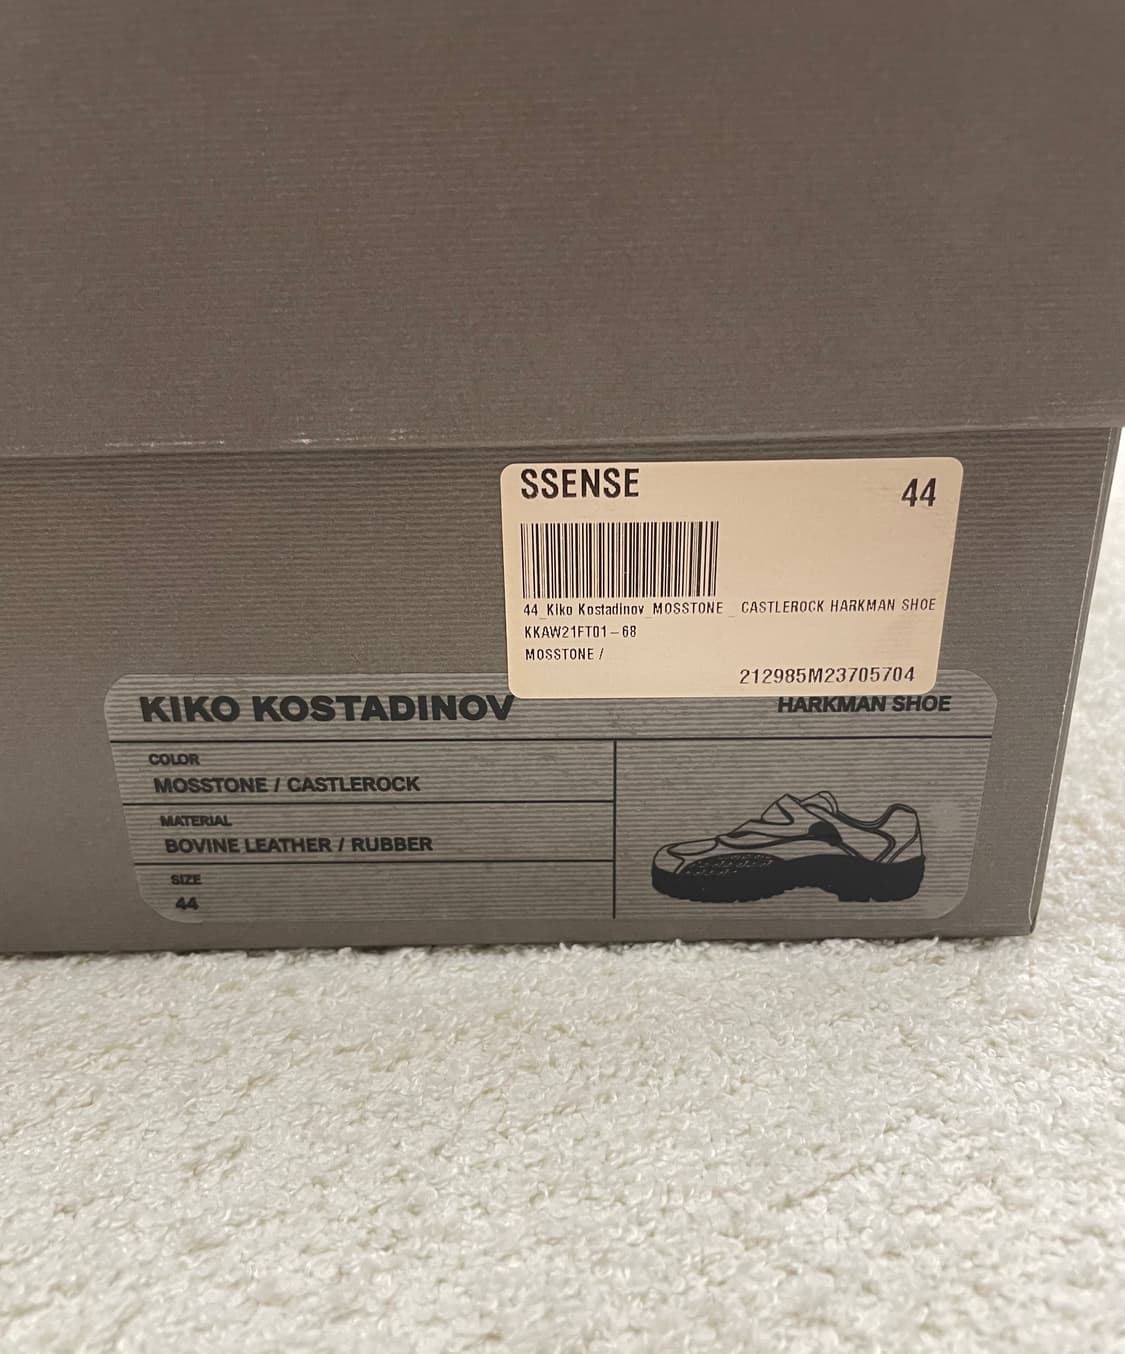 SSENSE
44
44_Kiko Kostadinov_MOSSTONE _ CASTLEROCK HARKMAN SHOE
KKAW21FT01-68
MOSSTONE /
212985M23705704
KIKO KOSTADINOV
HARKMAN SHOE
COLOR
MOSSTONE / CASTLEROCK
MATERIAL
BOVINE LEATHER / RUBBER
SIZE
44